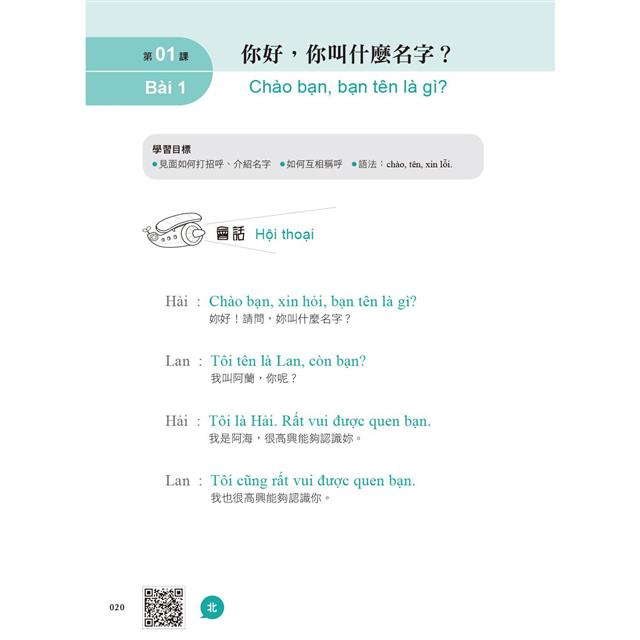 第 01 課
你好，你叫什麼名字？
Bài 1
Chào bạn, bạn tên là gì?
學習目標
●見面如何打招呼、介紹名字 ●如何互相稱呼 ●語法：chào, tên, xin lỗi.
會話 Hội thoại
Hải : Chào bạn, xin hỏi, bạn tên là gì?
妳好！請問，妳叫什麼名字？
Lan : Tôi tên là Lan, còn bạn?
我叫阿蘭，你呢？
Hải : Tôi là Hải. Rất vui được quen bạn.
我是阿海，很高興能夠認識妳。
Lan : Tôi cũng rất vui được quen bạn.
我也很高興能夠認識你。
020
北